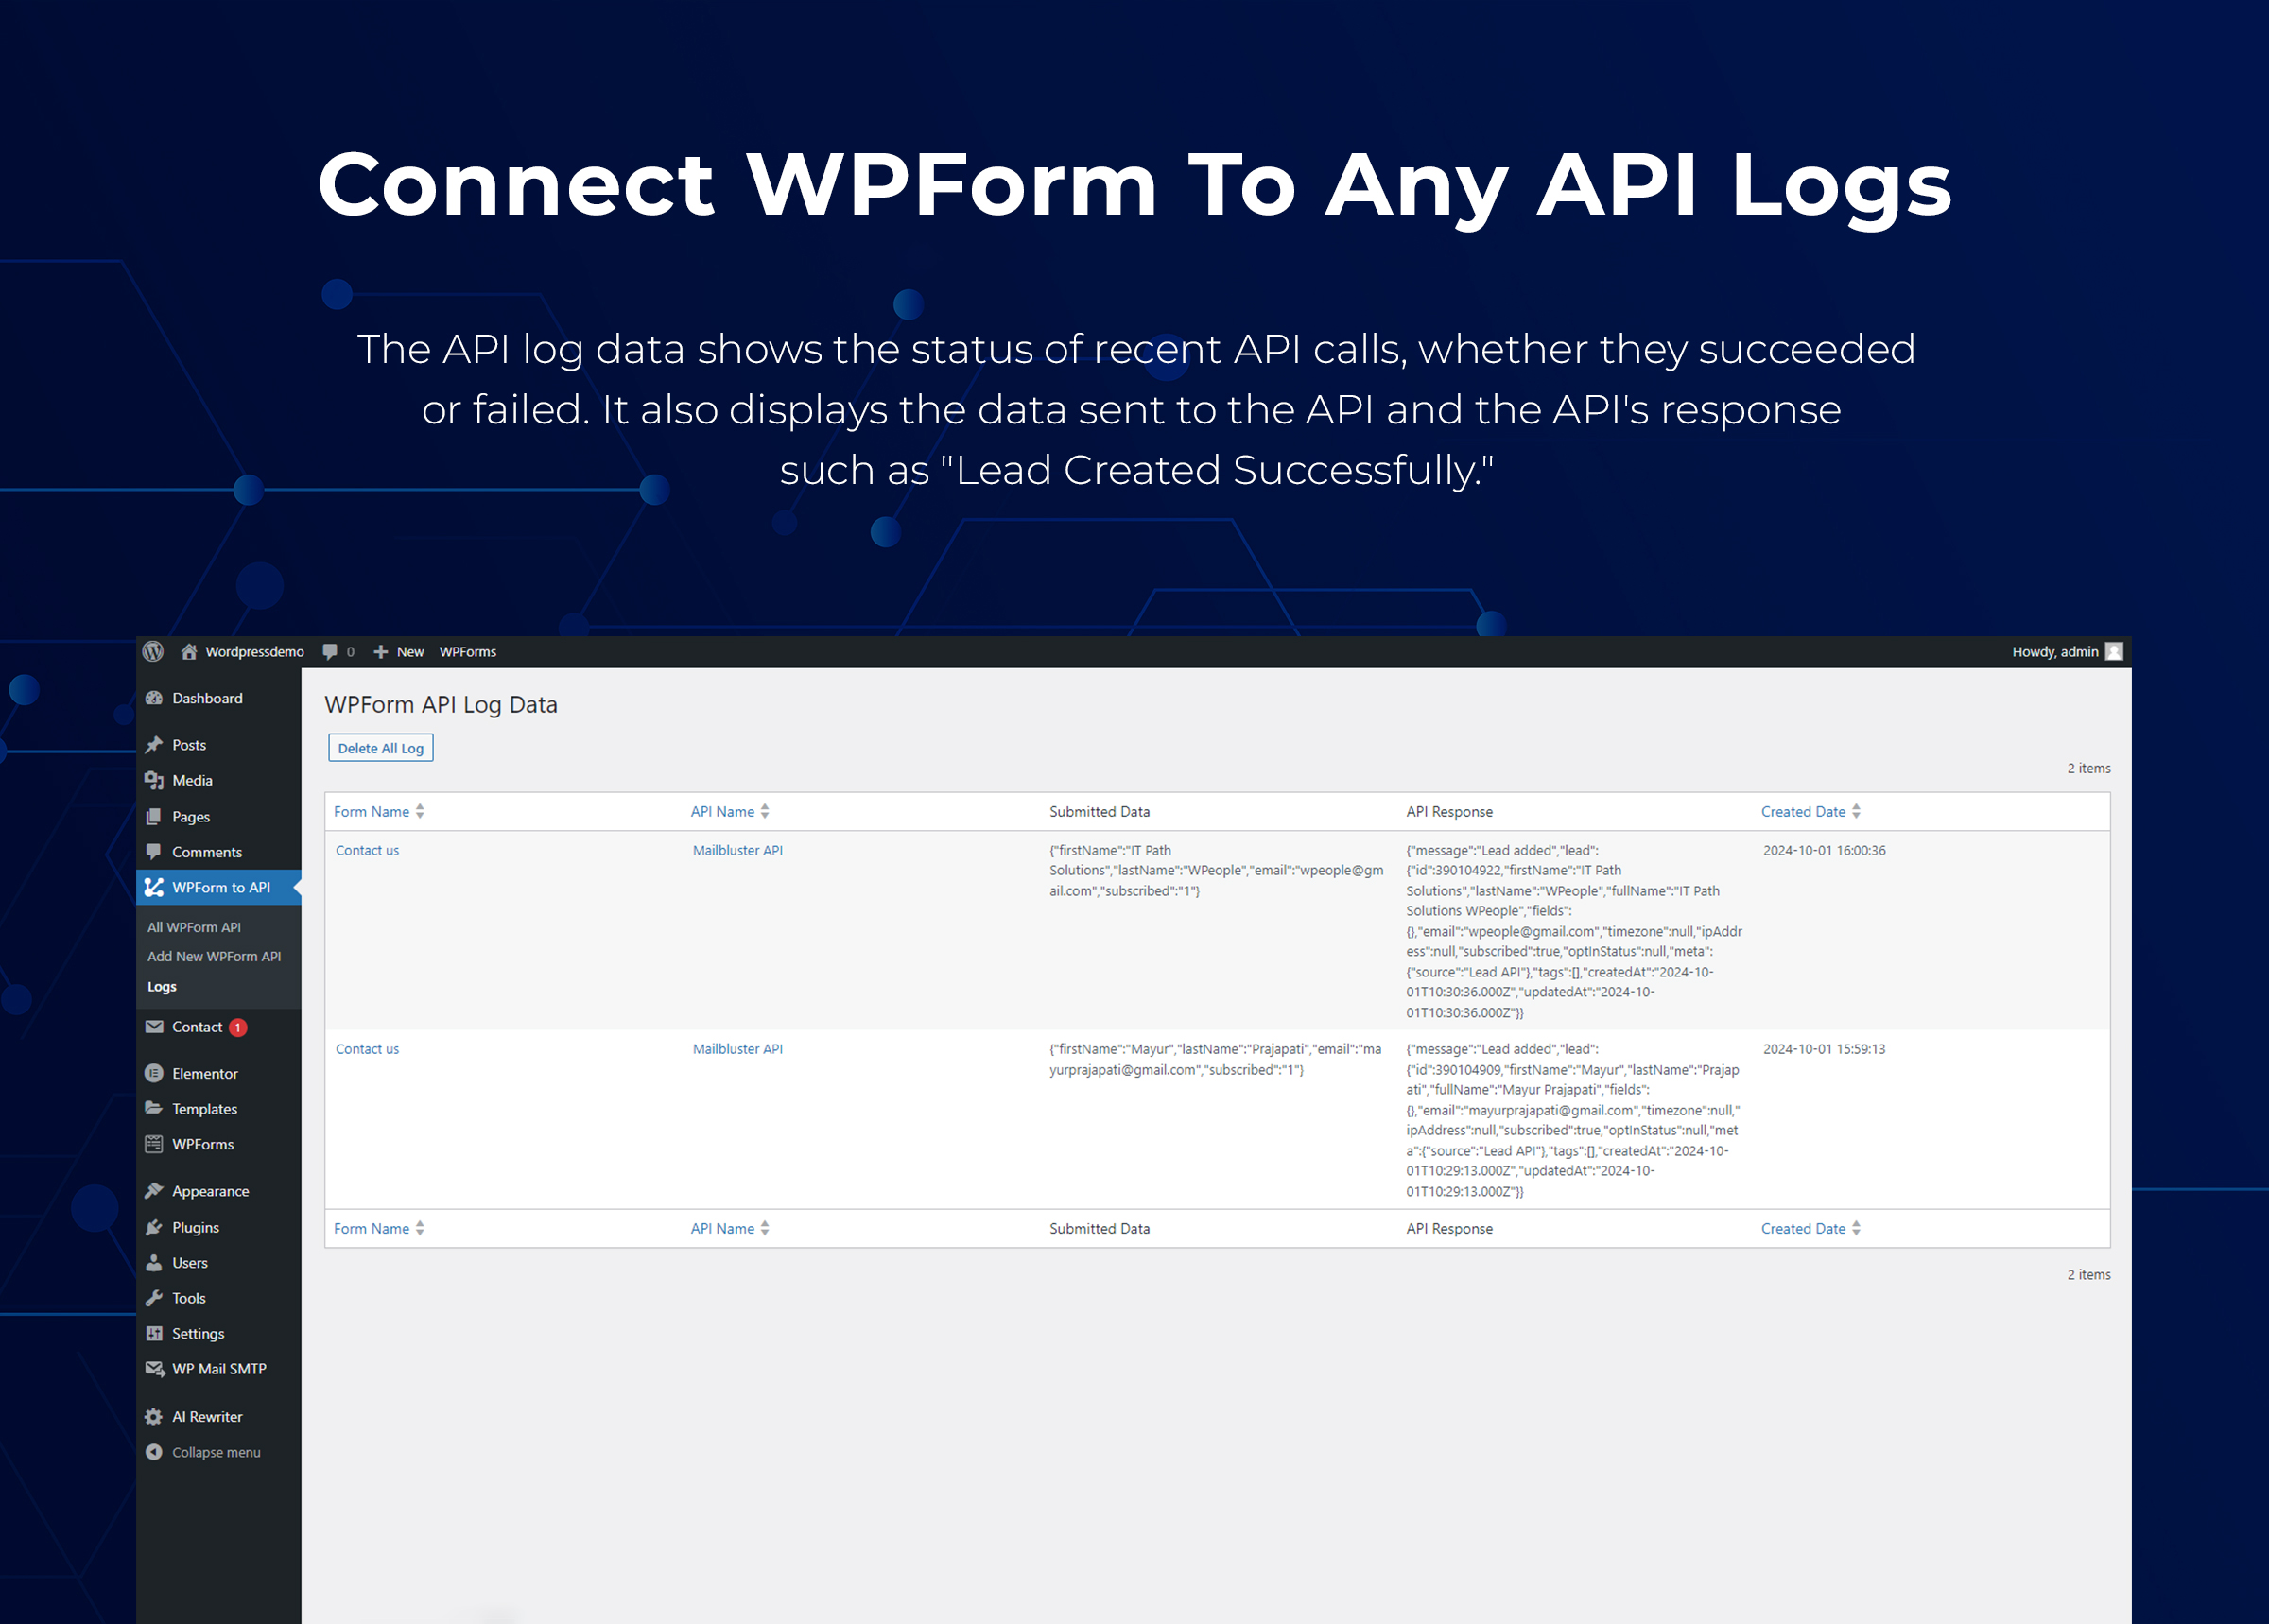 Connect WPForm To Any API Logs
The API log data shows the status of recent API calls, whether they succeeded
or failed. It also displays the data sent to the API and the API's response
such as "Lead Created Successfully."
Wordpressdemo 0 New WPForms Howdy, admin
Dashboard
Posts
Media
Pages
Comments
WPForm to API
All WPForm API
Add New WPForm API
Logs
Contact 1
Elementor
Templates
WPForms
Appearance
Plugins
Users
Tools
Settings
WP Mail SMTP
AI Rewriter
Collapse menu
WPForm API Log Data
Delete All Log
2 items
Form Name API Name Submitted Data API Response Created Date
Contact us
Mailbluster API
{"firstName":"IT Path
Solutions","lastName":"WPeople","email":"wpeople@gm
ail.com","subscribed":"1"}
{"message":"Lead added","lead":
{"id":390104922,"firstName":"IT Path
Solutions","lastName":"WPeople","fullName":"IT Path
Solutions WPeople","fields":
{},"email":"wpeople@gmail.com","timezone":null,"ipAddr
ess":null,"subscribed":true,"optInStatus":null,"meta":
{"source":"Lead API"},"tags":[],"createdAt":"2024-10-
01T10:30:36.000Z","updatedAt":"2024-10-
01T10:30:36.000Z"}}
2024-10-01 16:00:36
Contact us
Mailbluster API
{"firstName":"Mayur","lastName":"Prajapati","email":"ma
yurprajapati@gmail.com","subscribed":"1"}
{"message":"Lead added","lead":
{"id":390104909,"firstName":"Mayur","lastName":"Prajap
ati","fullName":"Mayur Prajapati","fields":
{},"email":"mayurprajapati@gmail.com","timezone":null,"
ipAddress":null,"subscribed":true,"optInStatus":null,"met
a":{"source":"Lead API"},"tags":[],"createdAt":"2024-10-
01T10:29:13.000Z","updatedAt":"2024-10-
01T10:29:13.000Z"}}
2024-10-01 15:59:13
Form Name API Name Submitted Data API Response Created Date
2 items